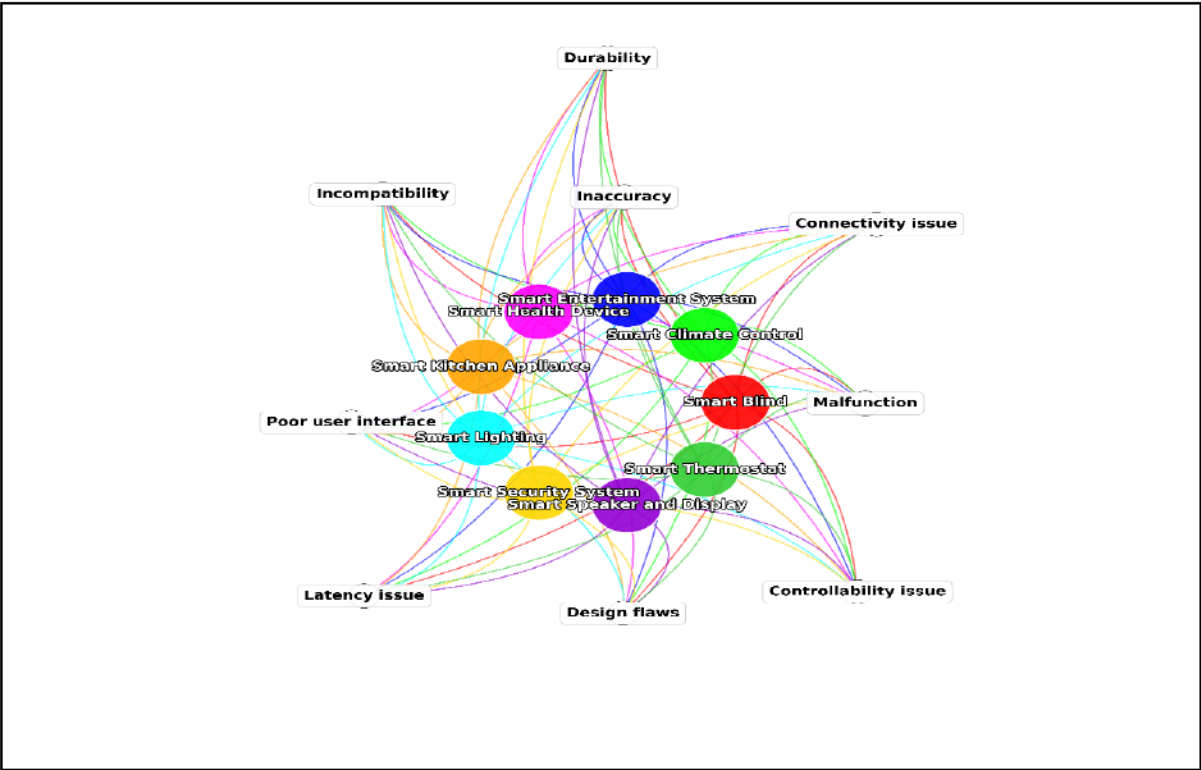 Durability
Incompatibility
Inaccuracy
Connectivity issue
Smart Entertainment System
Smart Health Device
Smart Climate Control
Smart Kitchen Appliance
Smart Blind
Malfunction
Poor user interface
Smart Lighting
Smart Thermostat
Smart Security System
Smart Speaker and Display
Controllability issue
Latency issue
Design flaws